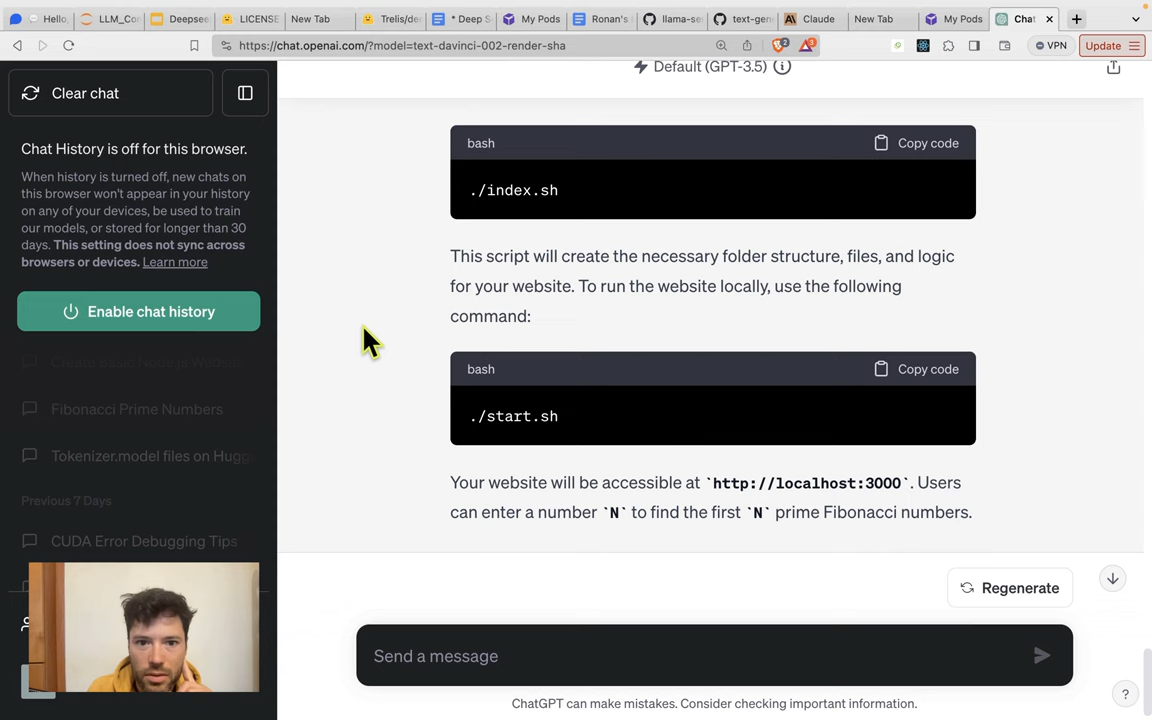 Hello,
LLM_Co
Deepsee
LICENSE
New Tab
Trelis/de
* Deep S
My Pods
Ronan's
llama-se
text-gen
Claude
New Tab
My Pods
Chat
https://chat.openai.com/?model=text-davinci-002-render-sha
2
3
VPN
Update
Clear chat
Default (GPT-3.5)
Chat History is off for this browser.
When history is turned off, new chats on
this browser won't appear in your history
on any of your devices, be used to train
our models, or stored for longer than 30
days. This setting does not sync across
browsers or devices. Learn more
Enable chat history
Create Basic Node.js Website
Fibonacci Prime Numbers
Tokenizer.model files on Hugg
Previous 7 Days
CUDA Error Debugging Tips
bash
Copy code
./index.sh
This script will create the necessary folder structure, files, and logic
for your website. To run the website locally, use the following
command:
bash
Copy code
./start.sh
Your website will be accessible at `http://localhost:3000`. Users
can enter a number `N` to find the first `N` prime Fibonacci numbers.
Regenerate
Send a message
ChatGPT can make mistakes. Consider checking important information.
?